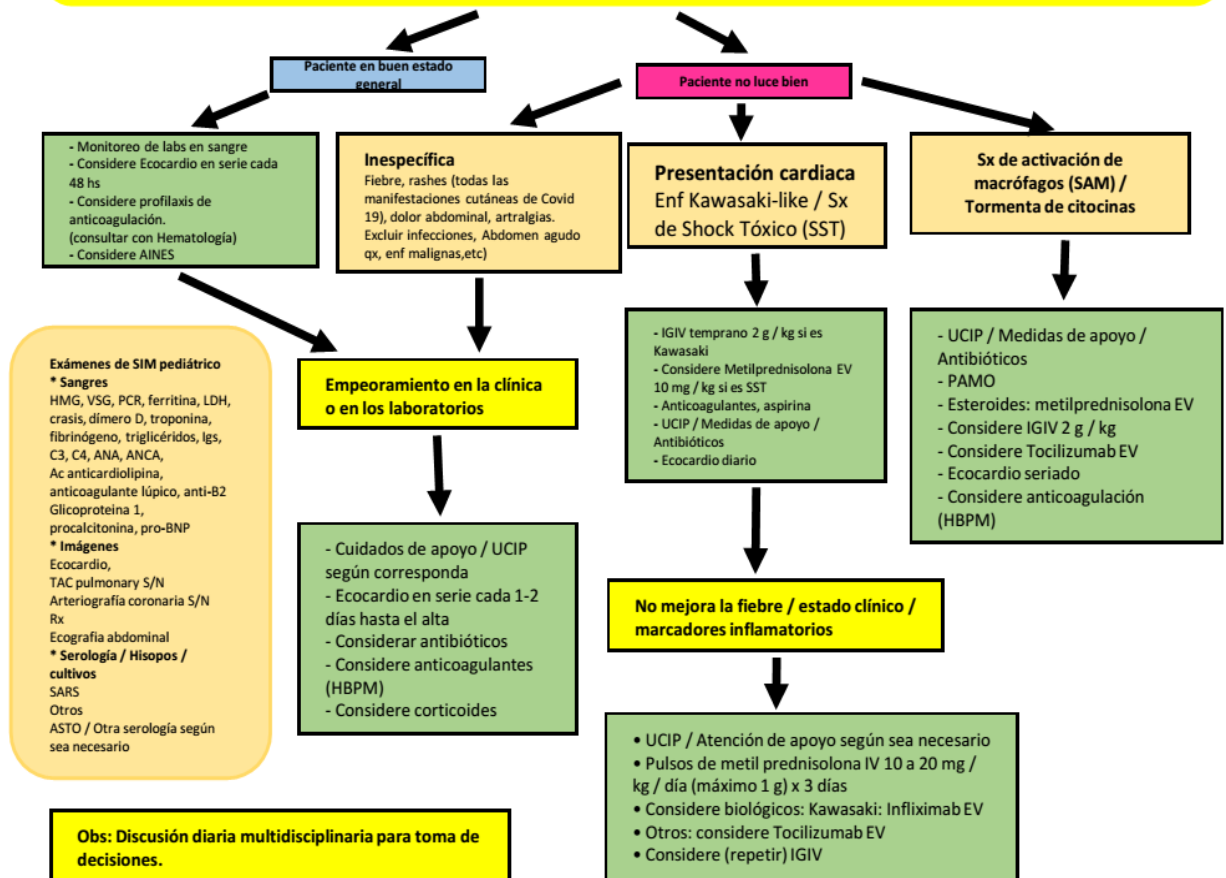 Paciente en buen estado
general
Paciente no luce bien
- Monitoreo de labs en sangre
- Considere Ecocardio en serie cada
48 hs
- Considere profilaxis de
anticoagulación.
(consultar con Hematología)
- Considere AINES
Inespecífica
Fiebre, rashes (todas las
manifestaciones cutáneas de Covid
19), dolor abdominal, artralgias.
Excluir infecciones, Abdomen agudo
qx, enf malignas,etc)
Presentación cardiaca
Enf Kawasaki-like / Sx
de Shock Tóxico (SST)
Sx de activación de
macrófagos (SAM) /
Tormenta de citocinas
Exámenes de SIM pediátrico
* Sangres
HMG, VSG, PCR, ferritina, LDH,
crasis, dímero D, troponina,
fibrinógeno, triglicéridos, Igs,
C3, C4, ANA, ANCA,
Ac anticardiolipina,
anticoagulante lúpico, anti-B2
Glicoproteina 1,
procalcitonina, pro-BNP
* Imágenes
Ecocardio,
TAC pulmonary S/N
Arteriografía coronaria S/N
Rx
Ecografia abdominal
* Serología / Hisopos /
cultivos
SARS
Otros
ASTO / Otra serología según
sea necesario
Empeoramiento en la clínica
o en los laboratorios
- IGIV temprano 2 g / kg si es
Kawasaki
- Considere Metilprednisolona EV
10 mg / kg si es SST
- Anticoagulantes, aspirina
- UCIP / Medidas de apoyo /
Antibióticos
- Ecocardio diario
- UCIP / Medidas de apoyo /
Antibióticos
- PAMO
- Esteroides: metilprednisolona EV
- Considere IGIV 2 g / kg
- Considere Tocilizumab EV
- Ecocardio seriado
- Considere anticoagulación
(HBPM)
- Cuidados de apoyo / UCIP
según corresponda
- Ecocardio en serie cada 1-2
días hasta el alta
- Considerar antibióticos
- Considere anticoagulantes
(HBPM)
- Considere corticoides
No mejora la fiebre / estado clínico /
marcadores inflamatorios
• UCIP / Atención de apoyo según sea necesario
• Pulsos de metil prednisolona IV 10 a 20 mg /
kg / día (máximo 1 g) x 3 días
• Considere biológicos: Kawasaki: Infliximab EV
• Otros: considere Tocilizumab EV
• Considere (repetir) IGIV
Obs: Discusión diaria multidisciplinaria para toma de
decisiones.